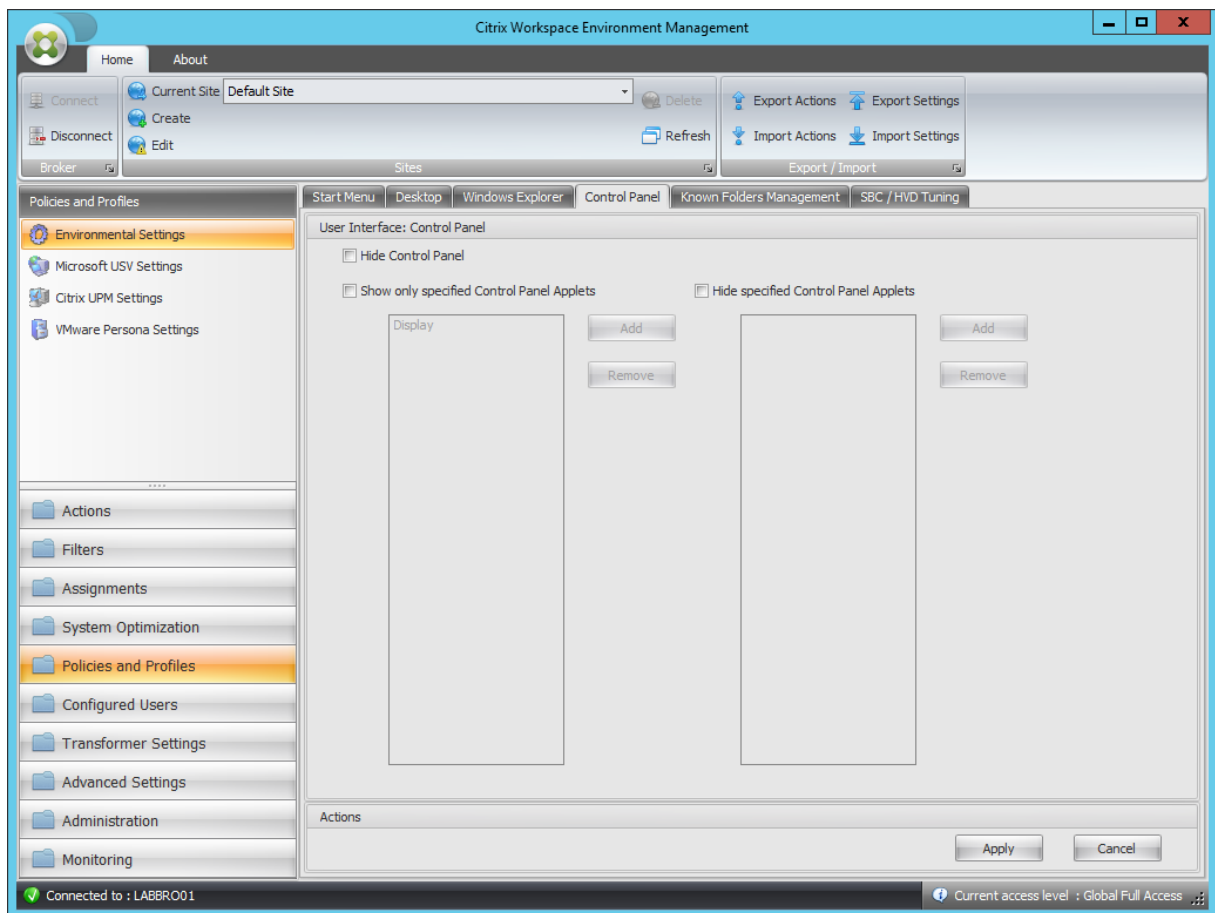 Citrix Workspace Environment Management
Home About
Connect
Disconnect
Broker
Current Site Default Site
Create
Edit
Delete
Refresh
Sites
Export Actions Export Settings
Import Actions Import Settings
Export / Import
Policies and Profiles
Environmental Settings
Microsoft USV Settings
Citrix UPM Settings
VMware Persona Settings
Actions
Filters
Assignments
System Optimization
Policies and Profiles
Configured Users
Transformer Settings
Advanced Settings
Administration
Monitoring
Start Menu Desktop Windows Explorer Control Panel Known Folders Management SBC / HVD Tuning
User Interface: Control Panel
Hide Control Panel
Show only specified Control Panel Applets
Display
Add
Remove
Hide specified Control Panel Applets
Add
Remove
Actions
Apply Cancel
Connected to : LABBRO01
Current access level : Global Full Access